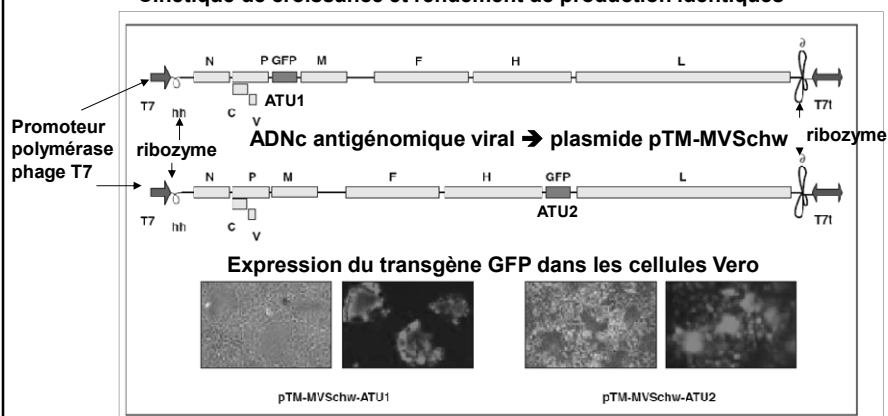 Cinétique de croissance et rendement de production identiques
N P GFP M F H L ∂
T7 hh C V ATU1 T7t
Promoteur
polymérase
phage T7
ribozyme
ADNc antigénomique viral ➔ plasmide pTM-MVSchw
ribozyme
N P M F H GFP L ∂
T7 hh C V ATU2 T7t
Expression du transgène GFP dans les cellules Vero
pTM-MVSchw-ATU1 pTM-MVSchw-ATU2